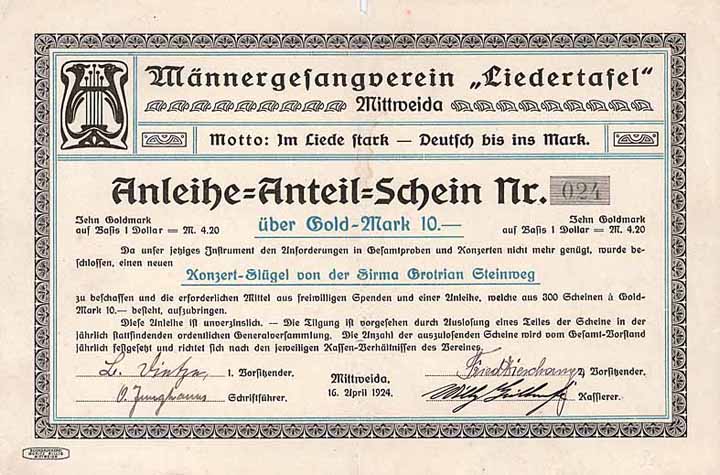 Männergesangverein „Liedertafel“
Mittweida
Motto: Im Liede stark — Deutsch bis ins Mark.
Anleihe=Anteil=Schein Nr. 024
Zehn Goldmark
auf Basis 1 Dollar = M. 4.20
über Gold-Mark 10.—
Zehn Goldmark
auf Basis 1 Dollar = M. 4.20
Da unser jetziges Instrument den Anforderungen in Gesamtproben und Konzerten nicht mehr genügt, wurde be-
schlossen, einen neuen
Konzert-Flügel von der Firma Grotrian Steinweg
zu beschaffen und die erforderlichen Mittel aus freiwilligen Spenden und einer Anleihe, welche aus 300 Scheinen à Gold-
Mark 10.— besteht, aufzubringen.
Diese Anleihe ist unverzinslich. — Die Tilgung ist vorgesehen durch Auslosung eines Teiles der Scheine in der
jährlich stattfindenden ordentlichen Generalversammlung. Die Anzahl der auszulosenden Scheine wird vom Gesamt-Vorstand
jährlich festgesetzt und richtet sich nach den jeweiligen Kassen-Verhältnissen des Vereines.
1. Vorsitzender.
2. Vorsitzender.
Mittweida,
O. Junghanns Schriftführer.
16. April 1924.
Kassierer.